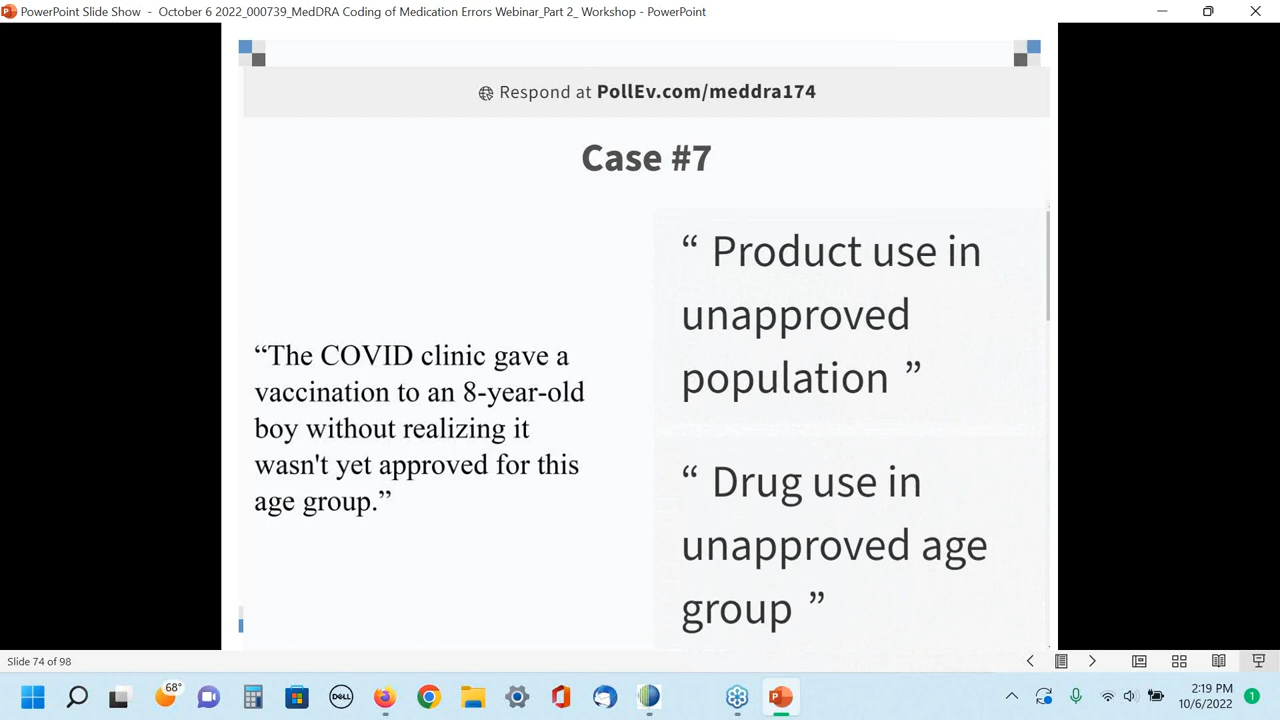 PowerPoint Slide Show - October 6 2022_000739_MedDRA Coding of Medication Errors Webinar_Part 2_ Workshop - PowerPoint
Respond at PollEv.com/meddra174
Case #7
“The COVID clinic gave a
vaccination to an 8-year-old
boy without realizing it
wasn't yet approved for this
age group.”
“ Product use in
unapproved
population ”
“ Drug use in
unapproved age
group ”
Slide 74 of 98
68°
DELL
2:19 PM
10/6/2022
1